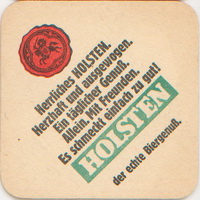 Herrliches HOLSTEN.
Herzhaft und ausgewogen.
Ein täglicher Genuß.
Allein. Mit Freunden.
Es schmeckt einfach zu gut!
HOLSTEN
der echte Biergenuß.